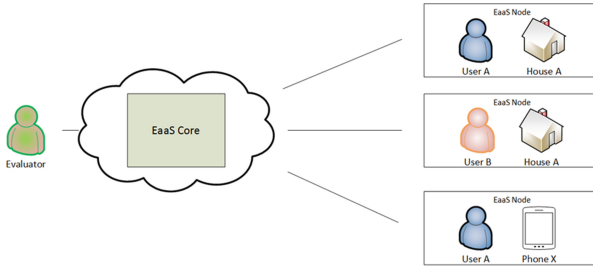 EaaS Node
User A House A
EaaS Core
Evaluator
EaaS Node
User B House A
EaaS Node
User A Phone X